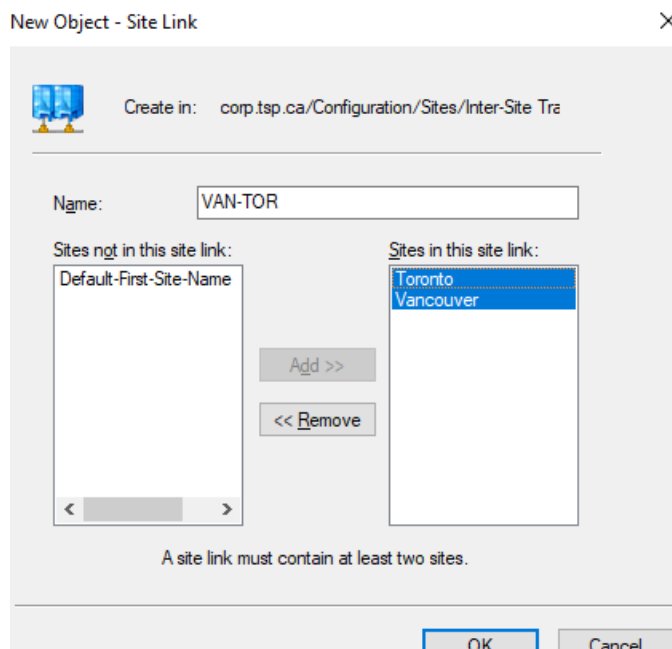 New Object - Site Link
Create in: corp.tsp.ca/Configuration/Sites/Inter-Site Tra
Name: VAN-TOR
Sites not in this site link:
Default-First-Site-Name
Add >>
<< Remove
Sites in this site link:
Toronto
Vancouver
A site link must contain at least two sites.
OK Cancel